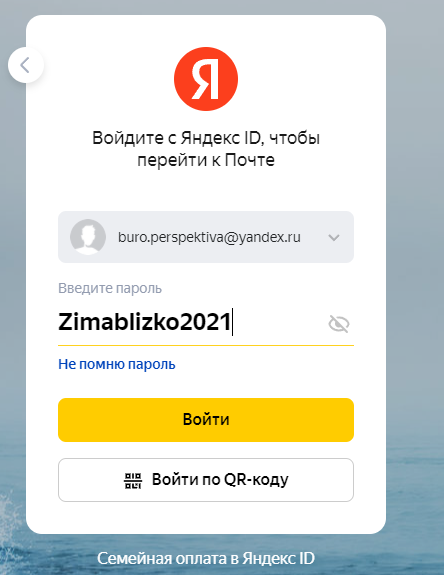 Я
Войдите с Яндекс ID, чтобы
перейти к Почте
buro.perspektiva@yandex.ru
Введите пароль
Zimablizko2021
Не помню пароль
Войти
Войти по QR-коду
Семейная оплата в Яндекс ID